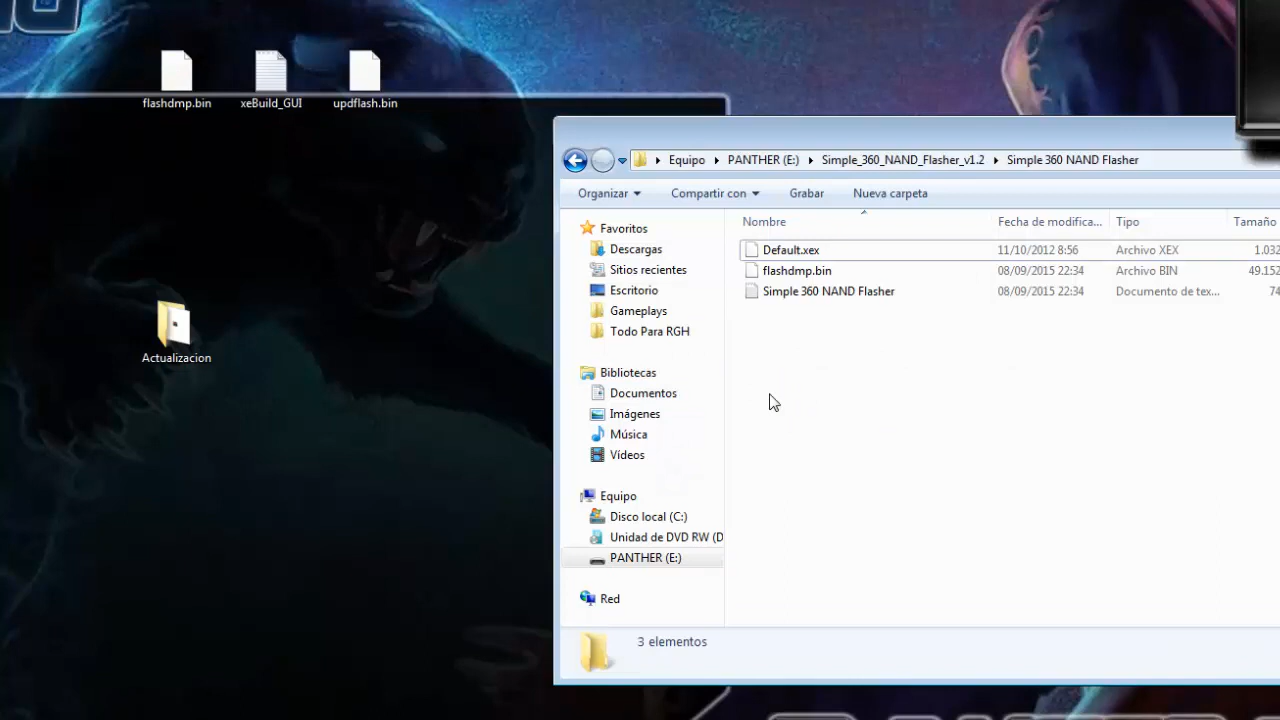 flashdmp.bin xeBuild_GUI updflash.bin
Actualizacion
Equipo PANTHER (E:) Simple_360_NAND_Flasher_v1.2 Simple 360 NAND Flasher
Organizar Compartir con Grabar Nueva carpeta
Favoritos
Descargas
Sitios recientes
Escritorio
Gameplays
Todo Para RGH
Bibliotecas
Documentos
Imágenes
Música
Vídeos
Equipo
Disco local (C:)
Unidad de DVD RW (D
PANTHER (E:)
Red
Nombre Fecha de modifica... Tipo Tamaño
Default.xex 11/10/2012 8:56 Archivo XEX 1.032
flashdmp.bin 08/09/2015 22:34 Archivo BIN 49.152
Simple 360 NAND Flasher 08/09/2015 22:34 Documento de tex... 74
3 elementos